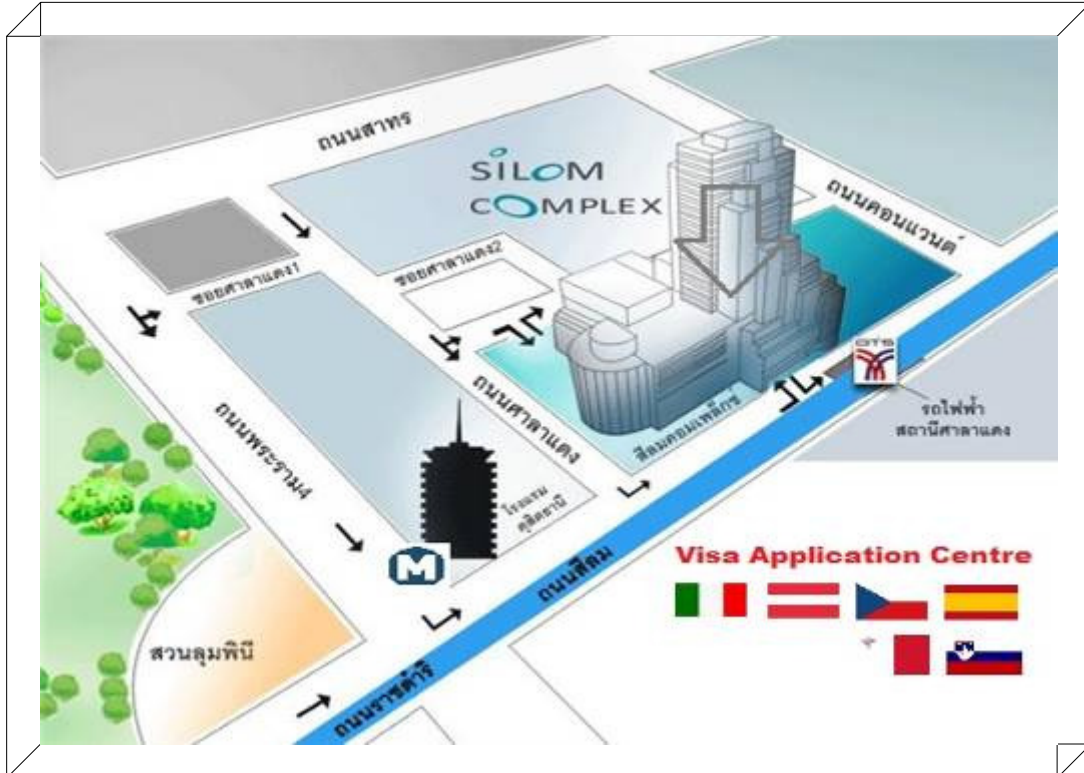 ถนนสาทร
SILOM
COMPLEX
ถนนคอนแวนต์
ซอยศาลาแดง1
ซอยศาลาแดง2
BTS
รถไฟฟ้า
สถานีศาลาแดง
ถนนศาลาแดง
สีลมคอมเพล็กซ
ถนนพระราม4
โรงแรม
ดุสิตธานี
M
ถนนสีลม
Visa Application Centre
สวนลุมพินี
ถนนราชดำริ